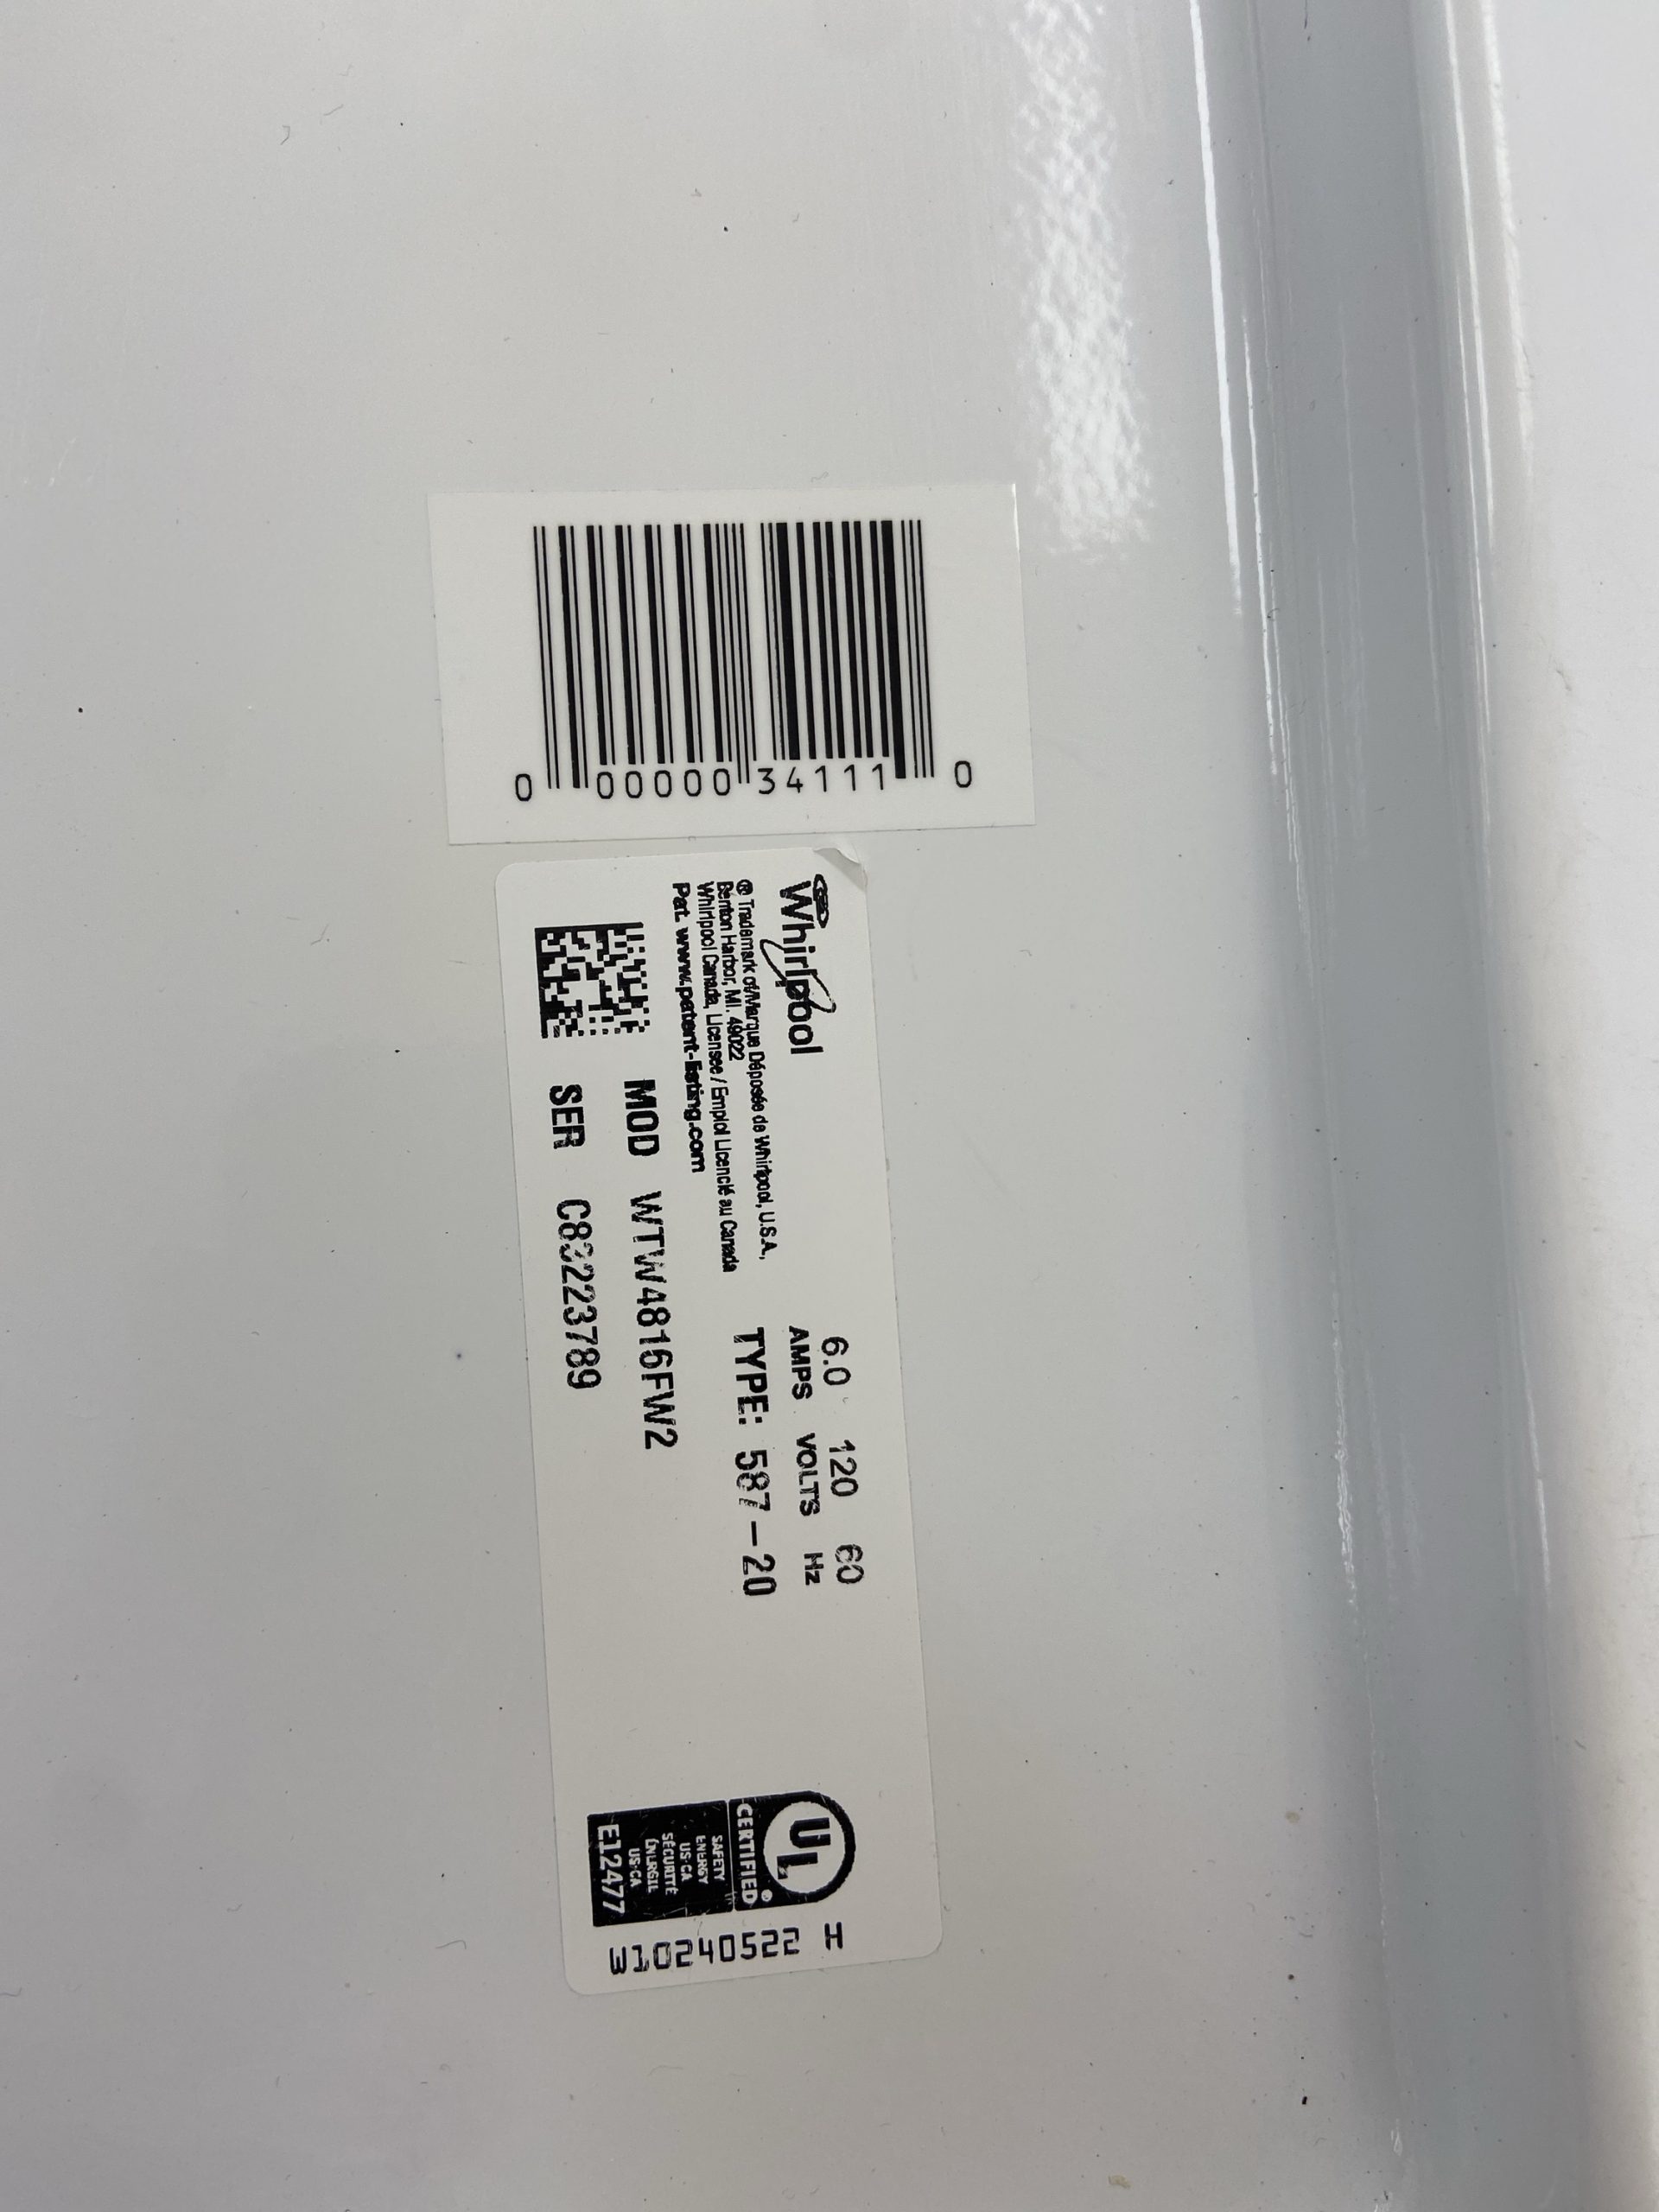 0 00000 34111 0
Whirlpool
® Trademark of/Marque Déposée de Whirlpool, U.S.A.,
Benton Harbor, MI. 49022
Whirlpool Canada, Licensee / Emploi Licencié au Canada
Pat. www.patent-listing.com
6.0 120 60
AMPS VOLTS Hz
TYPE: 587-20
MOD WTW4816FW2
SER C83223789
UL
CERTIFIED®
SAFETY
ENERGY
US-CA
SÉCURITÉ
ÉNERGIE
US-CA
E12477
W10240522 H